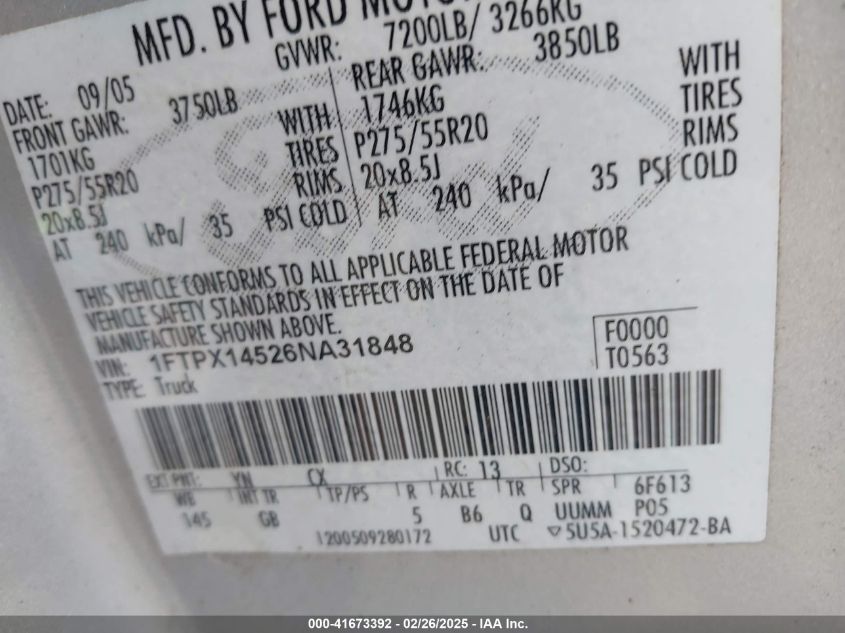 MFD. BY FORD MOTO
DATE: 09/05 GVWR: 7200LB/ 3266KG
FRONT GAWR: 3750LB REAR GAWR: 3850LB
1701KG WITH 1746KG WITH
P275/55R20 TIRES P275/55R20 TIRES
20x8.5J RIMS 20x8.5J RIMS
AT 240 kPa/ 35 PSI COLD AT 240 kPa/ 35 PSI COLD
THIS VEHICLE CONFORMS TO ALL APPLICABLE FEDERAL MOTOR
VEHICLE SAFETY STANDARDS IN EFFECT ON THE DATE OF
MANUFACTURE SHOWN ABOVE.
VIN: 1FTPX14526NA31848 F0000
TYPE: Truck T0563
EXT PNT: YN CX RC: 13 DSO:
WB INT TR TP/PS R AXLE TR SPR 6F613
145 GB 5 B6 Q UUMM P05
1200509280172 UTC ▽5U5A-1520472-BA
000-41673392 - 02/26/2025 - IAA Inc.